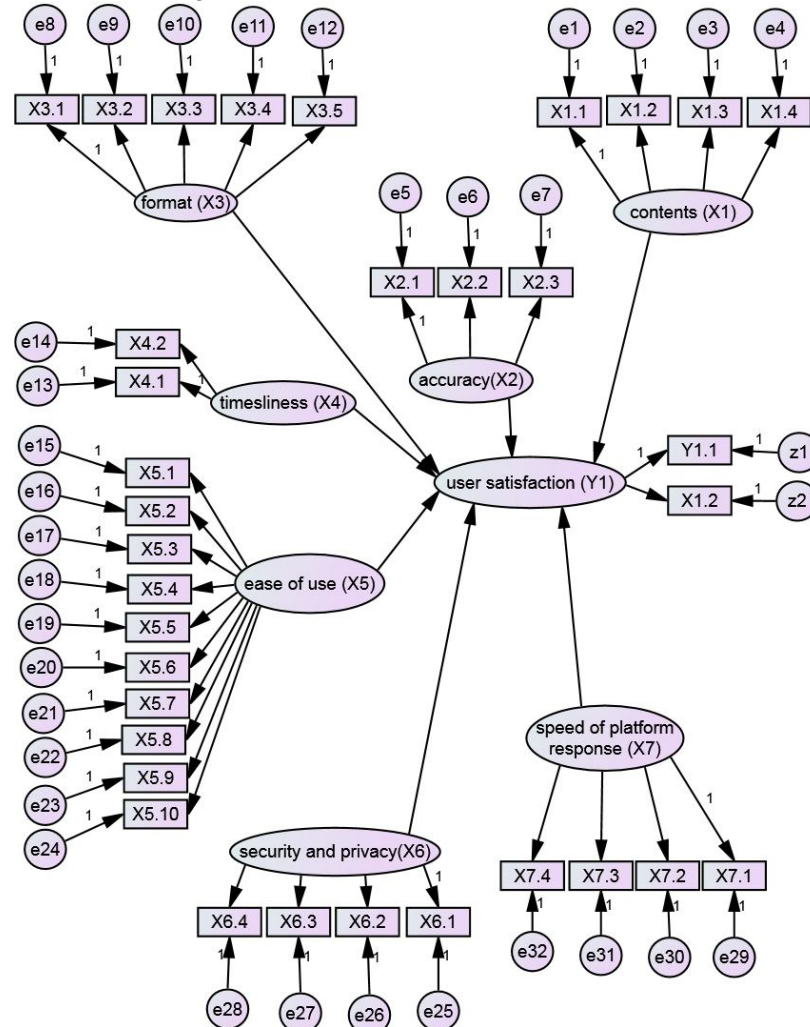 e8 e9 e10 e11 e12
1 1 1 1 1
X3.1 X3.2 X3.3 X3.4 X3.5
1
format (X3)
e1 e2 e3 e4
1 1 1 1
X1.1 X1.2 X1.3 X1.4
1
contents (X1)
e5 e6 e7
1 1 1
X2.1 X2.2 X2.3
1
accuracy(X2)
e14 1 X4.2
e13 1 X4.1
1
timesliness (X4)
user satisfaction (Y1)
1 Y1.1 1 z1
X1.2 1 z2
e15 1 X5.1
e16 1 X5.2
e17 1 X5.3
e18 1 X5.4
e19 1 X5.5
e20 1 X5.6
e21 1 X5.7
e22 1 X5.8
e23 1 X5.9
e24 1 X5.10
ease of use (X5)
speed of platform
response (X7)
1
X7.4 X7.3 X7.2 X7.1
1 1 1 1
e32 e31 e30 e29
security and privacy(X6)
1
X6.4 X6.3 X6.2 X6.1
1 1 1 1
e28 e27 e26 e25